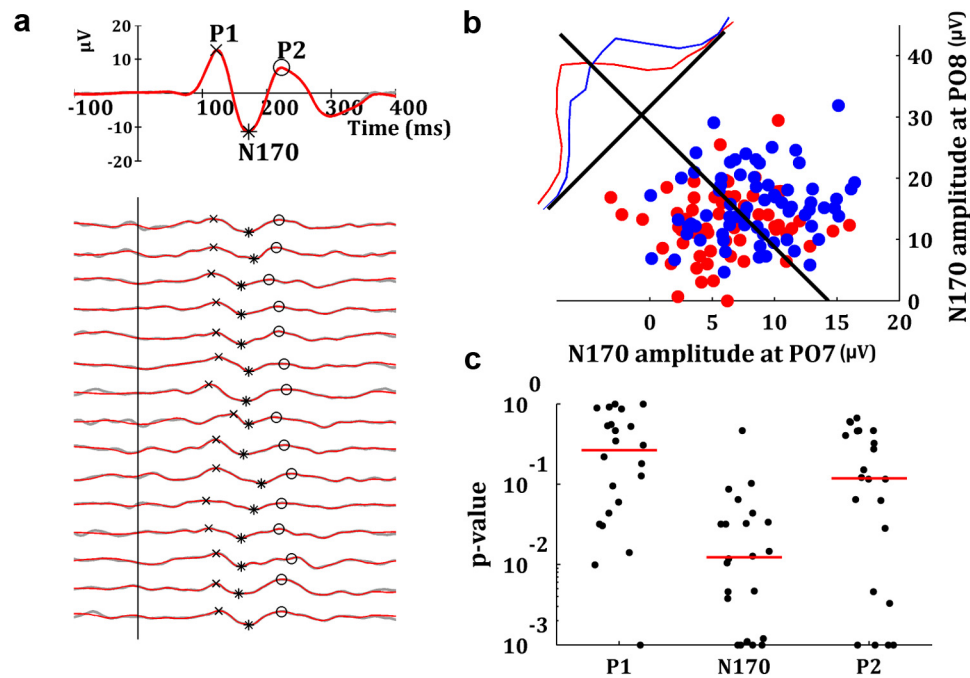 a
μV
20
10
-10
-20
P1
P2
N170
-100
100
200
300
400
Time (ms)
b
N170 amplitude at PO8 (μV)
40
30
20
10
0
0
5
10
15
20
N170 amplitude at PO7 (μV)
c
p-value
10 0
10 -1
10 -2
10 -3
P1
N170
P2